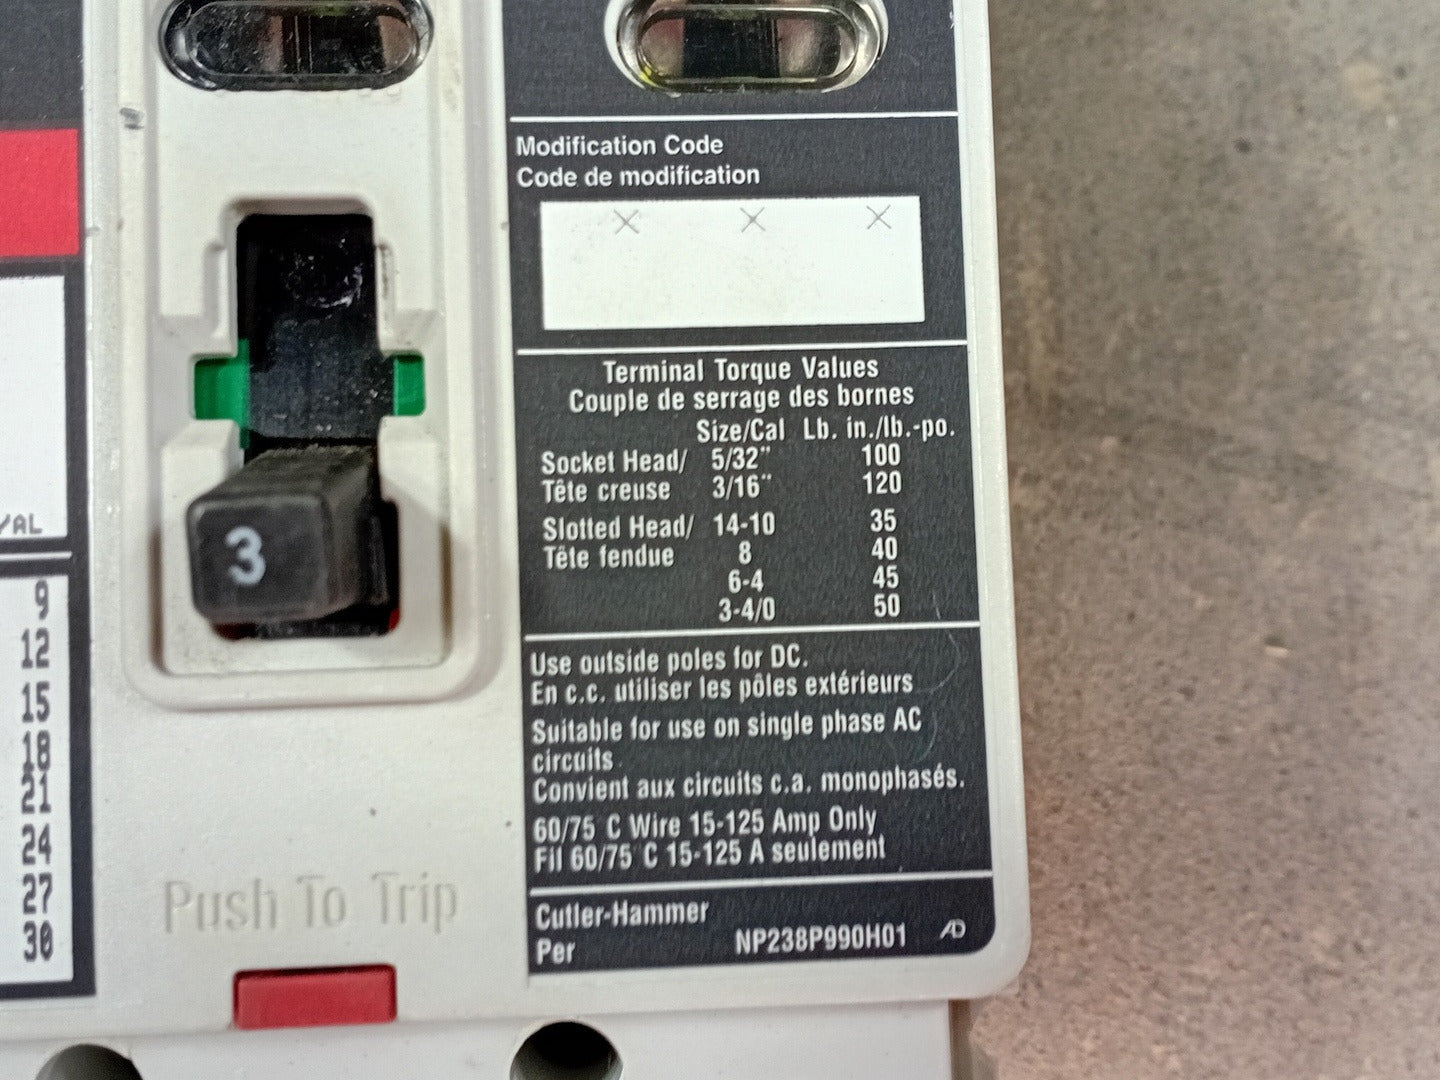 /AL
9
12
15
18
21
24
27
30
3
Push To Trip
Modification Code
Code de modification
X X X
Terminal Torque Values
Couple de serrage des bornes
Size/Cal Lb. in./lb.-po.
Socket Head/ 5/32" 100
Tête creuse 3/16" 120
Slotted Head/ 14-10 35
Tête fendue 8 40
6-4 45
3-4/0 50
Use outside poles for DC.
En c.c. utiliser les pôles extérieurs
Suitable for use on single phase AC
circuits.
Convient aux circuits c.a. monophasés.
60/75 C Wire 15-125 Amp Only
Fil 60/75 C 15-125 A seulement
Cutler-Hammer
Per NP238P990H01 AD